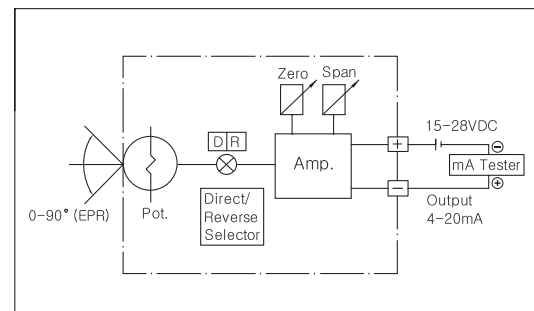 Zero Span
15-28VDC
D R
+
⊖
Amp.
mA Tester
Direct/
Reverse
Selector
−
⊕
0-90° (EPR)
Pot.
Output
4-20mA